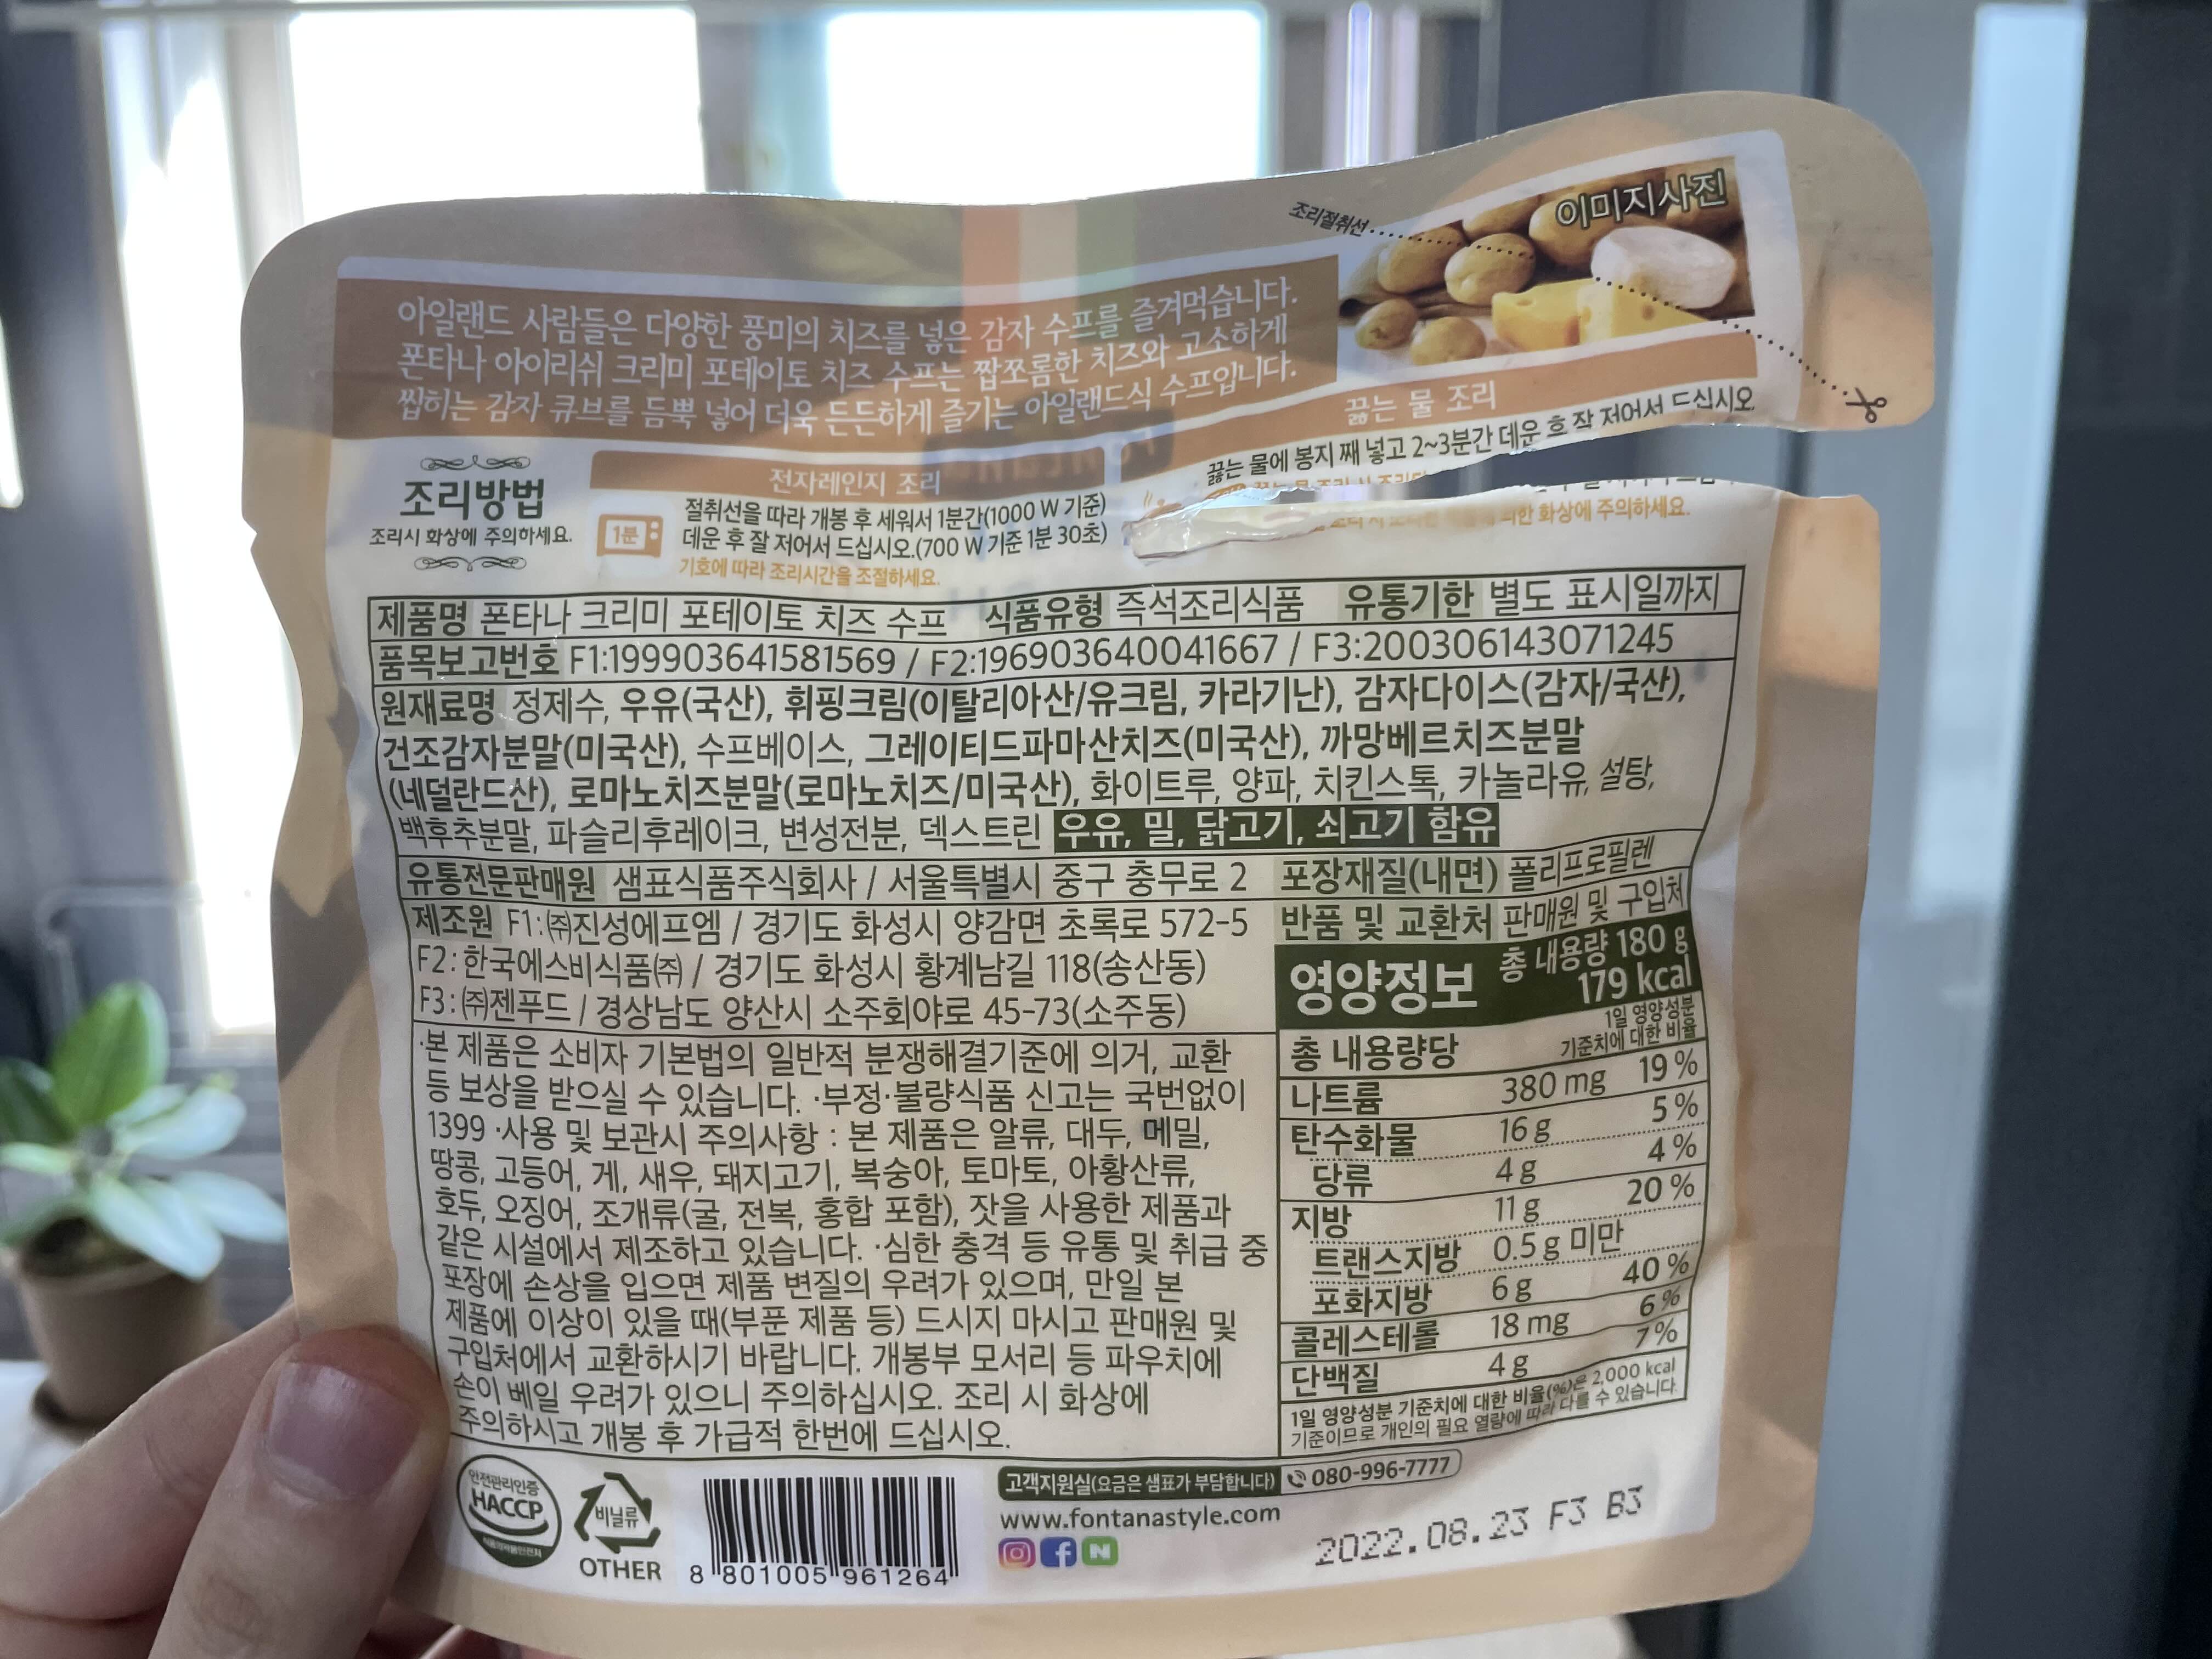 조리절취선
이미지사진
아일랜드 사람들은 다양한 풍미의 치즈를 넣은 감자 수프를 즐겨먹습니다.
폰타나 아이리쉬 크리미 포테이토 치즈 수프는 짭쪼롬한 치즈와 고소하게
씹히는 감자 큐브를 듬뿍 넣어 더욱 든든하게 즐기는 아일랜드식 수프입니다.
조리방법
조리시 화상에 주의하세요.
전자레인지 조리
1분
절취선을 따라 개봉 후 세워서 1분간(1000 W 기준)
데운 후 잘 저어서 드십시오.(700 W 기준 1분 30초)
기호에 따라 조리시간을 조절하세요.
끓는 물 조리
끓는 물에 봉지 째 넣고 2~3분간 데운 후 잘 저어서 드십시오.
화상에 주의하세요.
제품명 폰타나 크리미 포테이토 치즈 수프 식품유형 즉석조리식품 유통기한 별도 표시일까지
품목보고번호 F1:199903641581569 / F2:196903640041667 / F3:200306143071245
원재료명 정제수, 우유(국산), 휘핑크림(이탈리아산/유크림, 카라기난), 감자다이스(감자/국산),
건조감자분말(미국산), 수프베이스, 그레이티드파마산치즈(미국산), 까망베르치즈분말
(네덜란드산), 로마노치즈분말(로마노치즈/미국산), 화이트루, 양파, 치킨스톡, 카놀라유, 설탕,
백후추분말, 파슬리후레이크, 변성전분, 덱스트린 우유, 밀, 닭고기, 쇠고기 함유
유통전문판매원 샘표식품주식회사 / 서울특별시 중구 충무로 2 포장재질(내면) 폴리프로필렌
제조원 F1:㈜진성에프엠 / 경기도 화성시 양감면 초록로 572-5 반품 및 교환처 판매원 및 구입처
F2:한국에스비식품㈜ / 경기도 화성시 황계남길 118(송산동)
F3:㈜젠푸드 / 경상남도 양산시 소주회야로 45-73(소주동)
·본 제품은 소비자 기본법의 일반적 분쟁해결기준에 의거, 교환
등 보상을 받으실 수 있습니다. ·부정·불량식품 신고는 국번없이
1399 ·사용 및 보관시 주의사항 : 본 제품은 알류, 대두, 메밀,
땅콩, 고등어, 게, 새우, 돼지고기, 복숭아, 토마토, 아황산류,
호두, 오징어, 조개류(굴, 전복, 홍합 포함), 잣을 사용한 제품과
같은 시설에서 제조하고 있습니다. ·심한 충격 등 유통 및 취급 중
포장에 손상을 입으면 제품 변질의 우려가 있으며, 만일 본
제품에 이상이 있을 때(부푼 제품 등) 드시지 마시고 판매원 및
구입처에서 교환하시기 바랍니다. 개봉부 모서리 등 파우치에
손이 베일 우려가 있으니 주의하십시오. 조리 시 화상에
주의하시고 개봉 후 가급적 한번에 드십시오.
영양정보
총 내용량 180 g
179 kcal
총 내용량당
1일 영양성분
기준치에 대한 비율
나트륨 380 mg 19 %
탄수화물 16 g 5 %
당류 4 g 4 %
지방 11 g 20 %
트랜스지방 0.5 g 미만
포화지방 6 g 40 %
콜레스테롤 18 mg 6 %
단백질 4 g 7 %
1일 영양성분 기준치에 대한 비율(%)은 2,000 kcal
기준이므로 개인의 필요 열량에 따라 다를 수 있습니다.
안전관리인증
HACCP
식품의약품안전처
비닐류
OTHER
8 801005 961264
고객지원실(요금은 샘표가 부담합니다) 080-996-7777
www.fontanastyle.com
2022.08.23 F3 B3